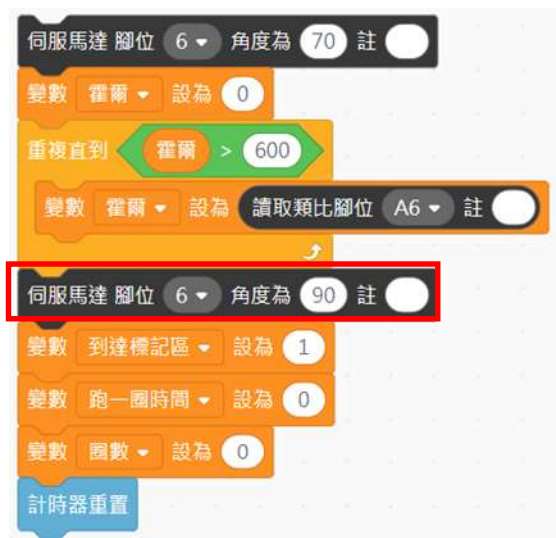 伺服馬達 腳位 6 角度為 70 註
變數 霍爾 設為 0
重複直到 霍爾 > 600
變數 霍爾 設為 讀取類比腳位 A6 註
伺服馬達 腳位 6 角度為 90 註
變數 到達標記區 設為 1
變數 跑一圈時間 設為 0
變數 圈數 設為 0
計時器重置